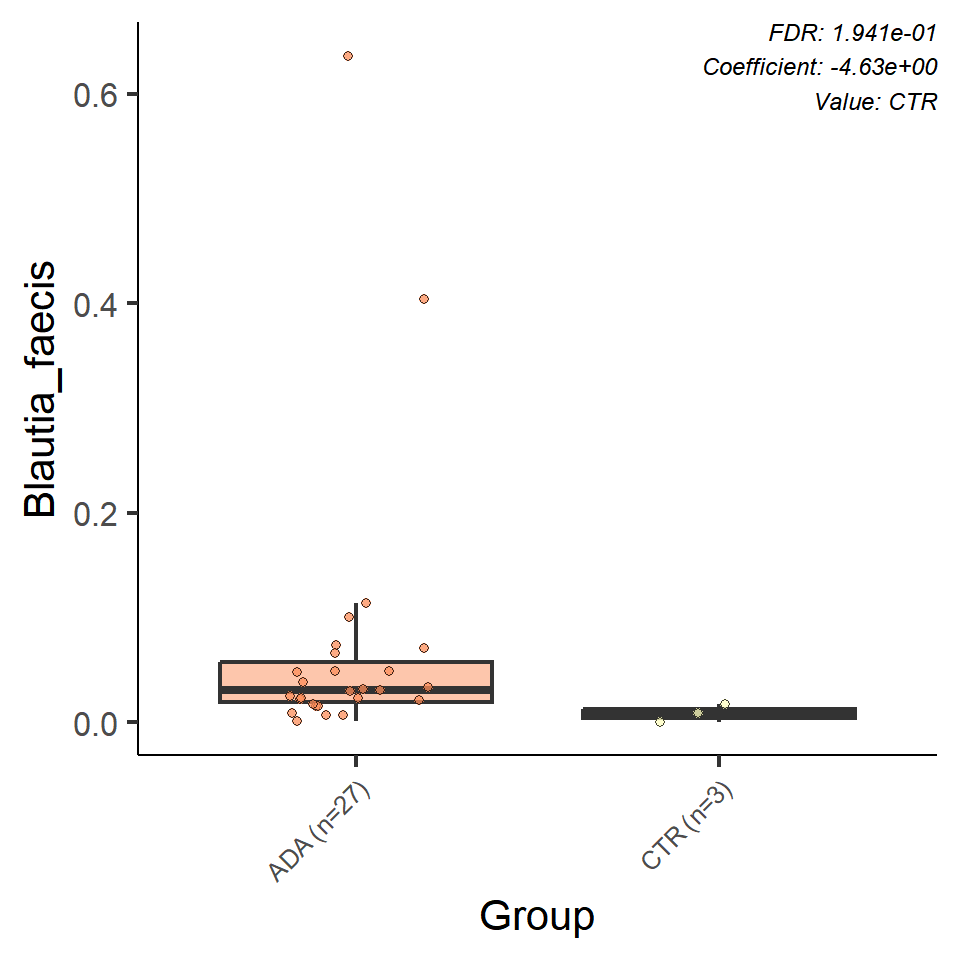 FDR: 1.941e-01
Coefficient: -4.63e+00
Value: CTR
0.6
0.4
0.2
0.0
Blautia_faecis
ADA (n=27)
CTR (n=3)
Group